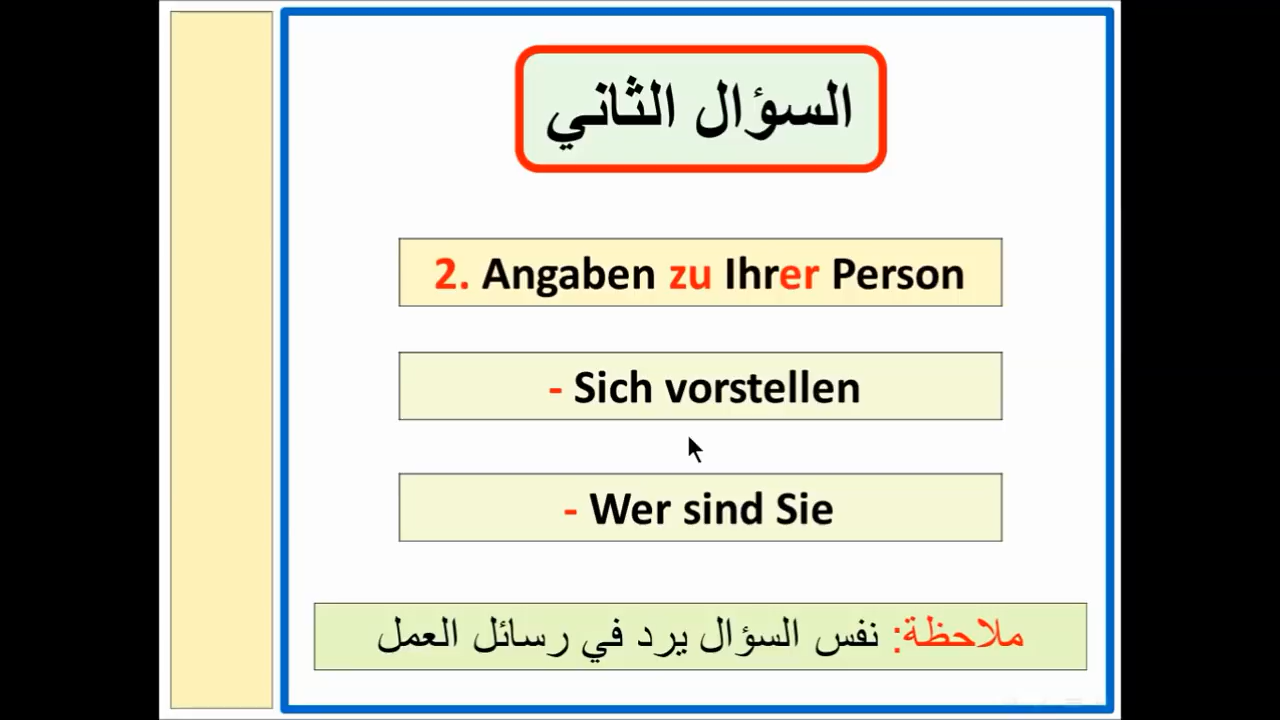 السؤال الثاني
2. Angaben zu Ihrer Person
- Sich vorstellen
- Wer sind Sie
ملاحظة: نفس السؤال يرد في رسائل العمل